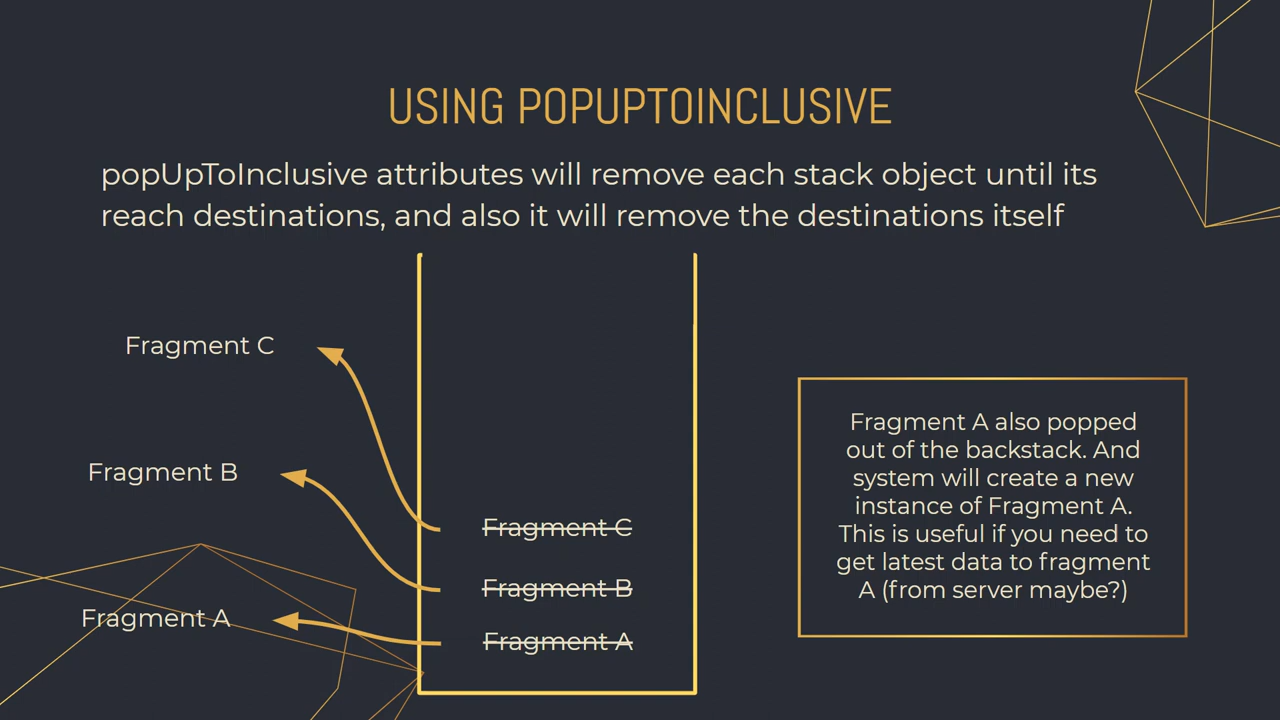 USING POPUPTOINCLUSIVE
popUpToInclusive attributes will remove each stack object until its
reach destinations, and also it will remove the destinations itself
Fragment C
Fragment B
Fragment A
Fragment C
Fragment B
Fragment A
Fragment A also popped
out of the backstack. And
system will create a new
instance of Fragment A.
This is useful if you need to
get latest data to fragment
A (from server maybe?)